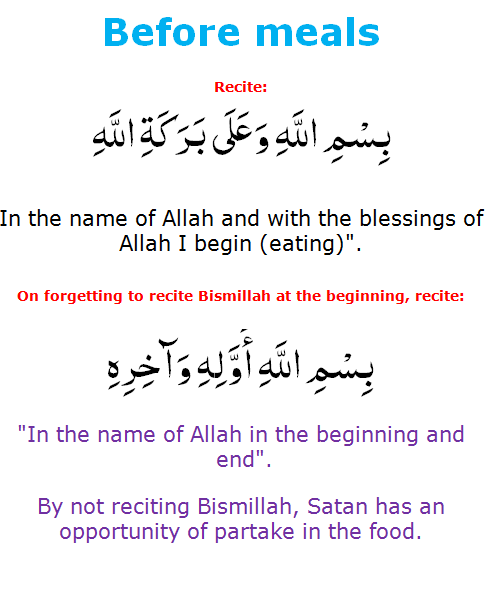 Before meals
Recite:
بِسْمِ اللَّهِ وَعَلَى بَرَكَةِ اللَّهِ
In the name of Allah and with the blessings of
Allah I begin (eating)".
On forgetting to recite Bismillah at the beginning, recite:
بِسْمِ اللَّهِ أَوَّلِهِ وَآخِرِهِ
"In the name of Allah in the beginning and
end".
By not reciting Bismillah, Satan has an
opportunity of partake in the food.